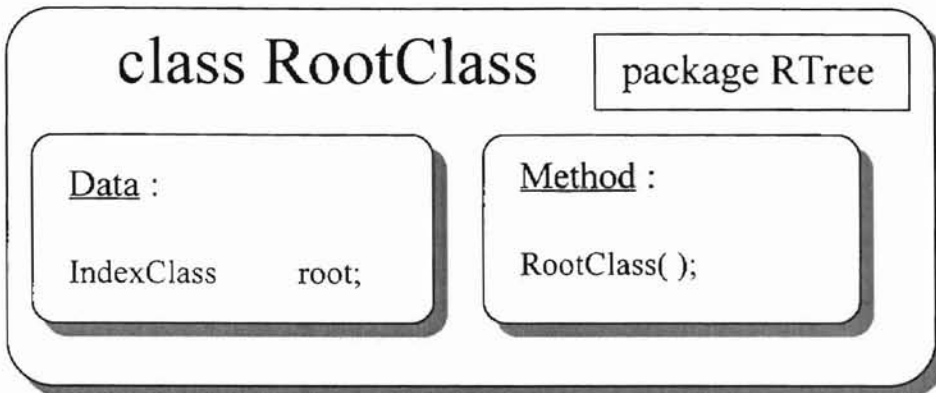 class RootClass
package RTree
Data :
IndexClass root;
Method :
RootClass( );